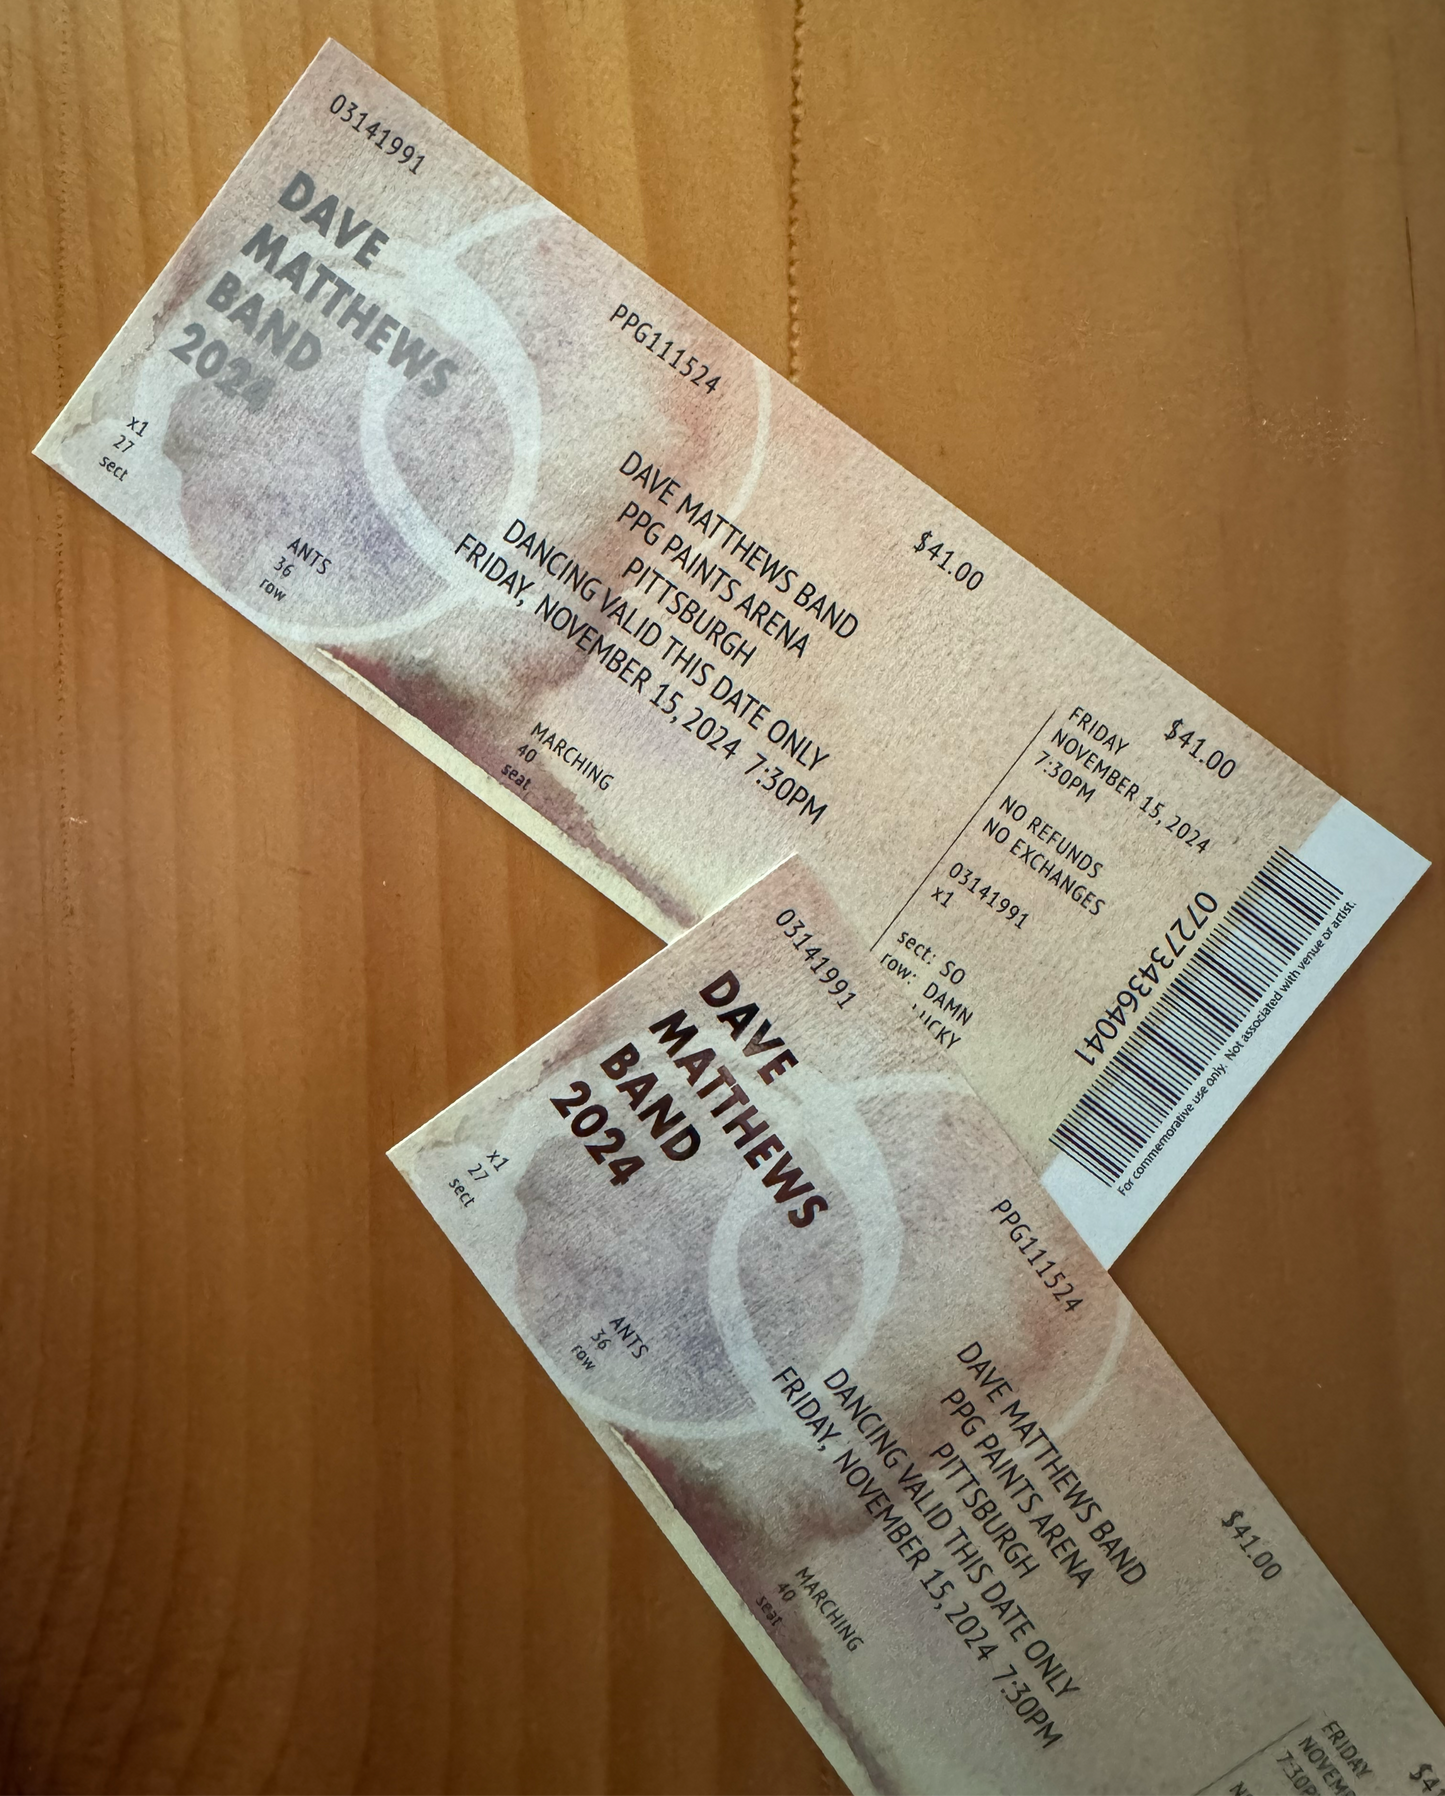 03141991
DAVE
MATTHEWS
BAND
2024
x1
27
sect
ANTS
36
row
PPG111524
DAVE MATTHEWS BAND
PPG PAINTS ARENA
PITTSBURGH
DANCING VALID THIS DATE ONLY
FRIDAY, NOVEMBER 15, 2024 7:30PM
MARCHING
40
seat
$41.00
$41.00
FRIDAY
NOVEMBER 15, 2024
7:30PM
NO REFUNDS
NO EXCHANGES
03141991
x1
sect: SO
row: DAMN
072734364041
For commemorative use only. Not associated with venue or artist.
03141991
DAVE
MATTHEWS
BAND
2024
x1
27
sect
ANTS
36
row
PPG111524
DAVE MATTHEWS BAND
PPG PAINTS ARENA
PITTSBURGH
DANCING VALID THIS DATE ONLY
FRIDAY, NOVEMBER 15, 2024 7:30PM
MARCHING
40
seat
$41.00
FRIDAY
NOVEM
7:30P
$41